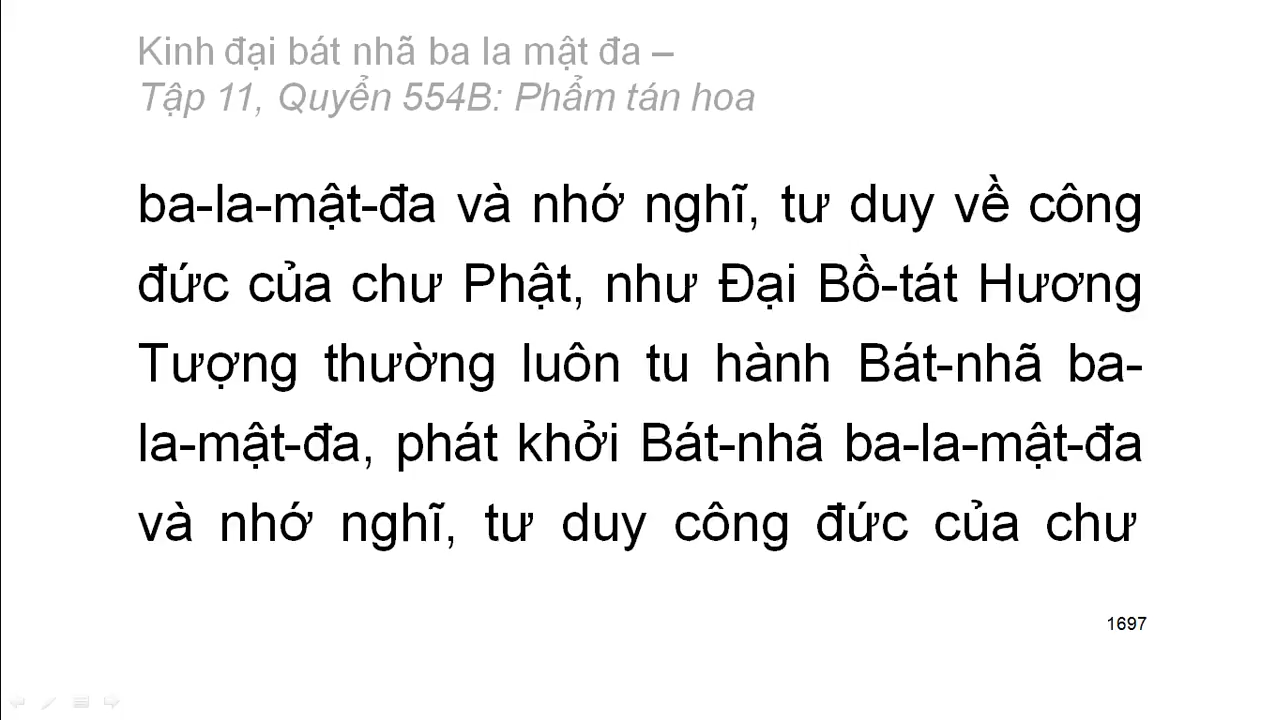 Kinh đại bát nhã ba la mật đa –
Tập 11, Quyển 554B: Phẩm tán hoa
ba-la-mật-đa và nhớ nghĩ, tư duy về công
đức của chư Phật, như Đại Bồ-tát Hương
Tượng thường luôn tu hành Bát-nhã ba-
la-mật-đa, phát khởi Bát-nhã ba-la-mật-đa
và nhớ nghĩ, tư duy công đức của chư
1697